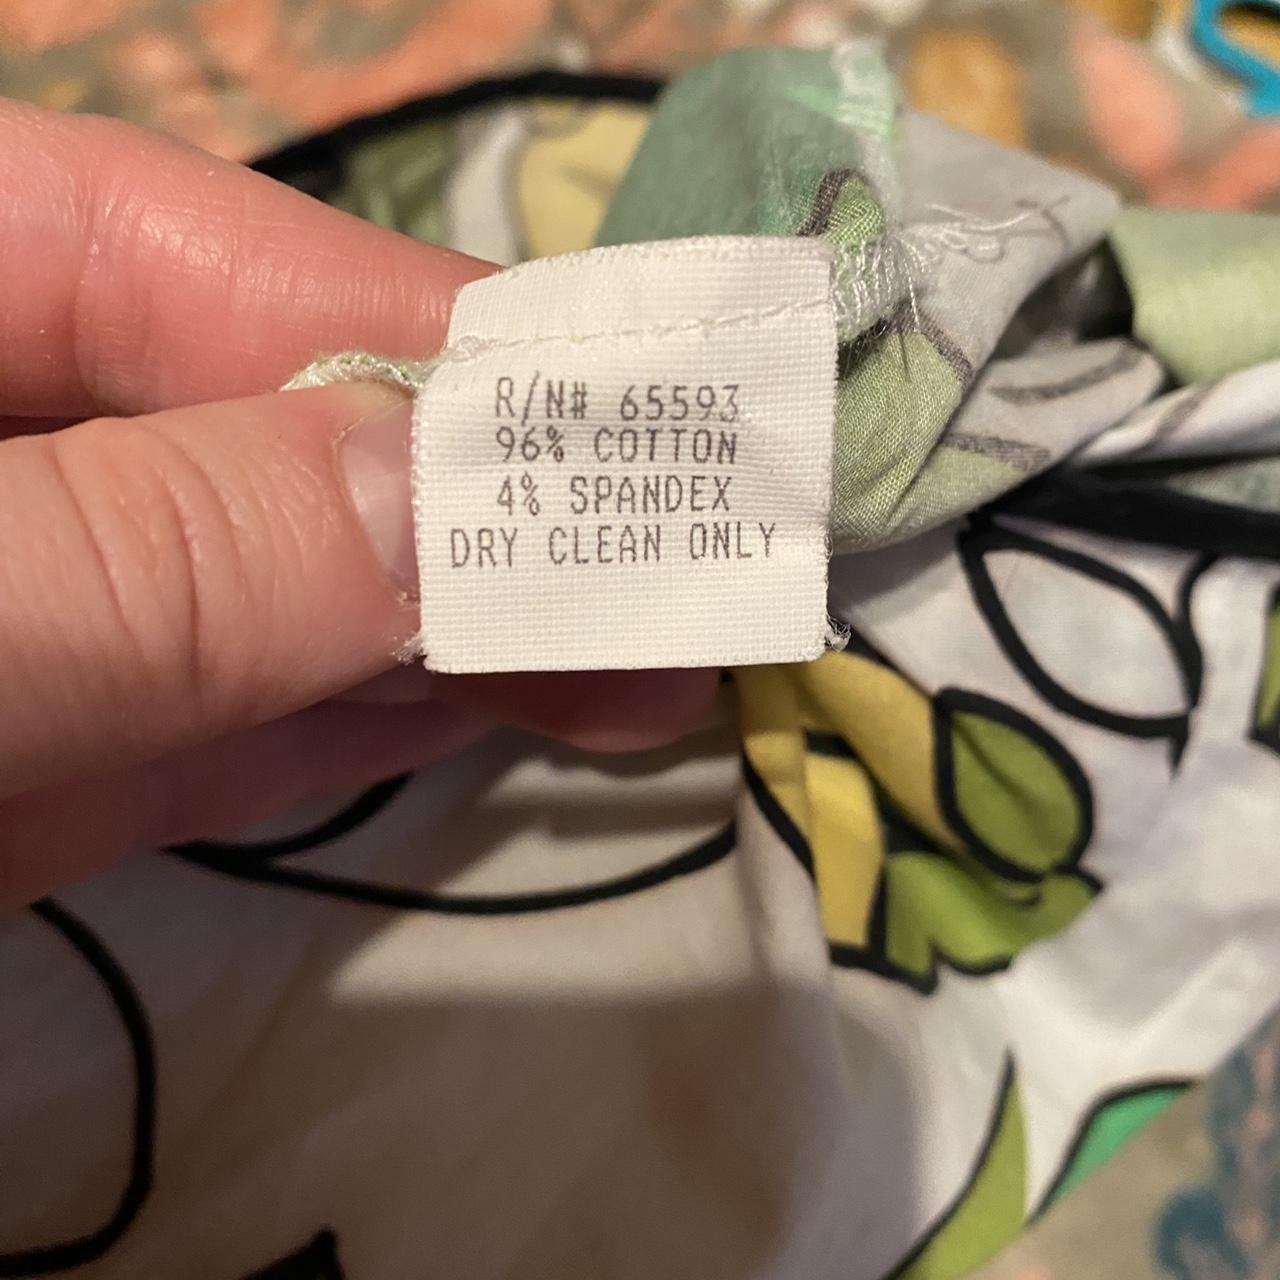 R/N# 65593
96% COTTON
4% SPANDEX
DRY CLEAN ONLY